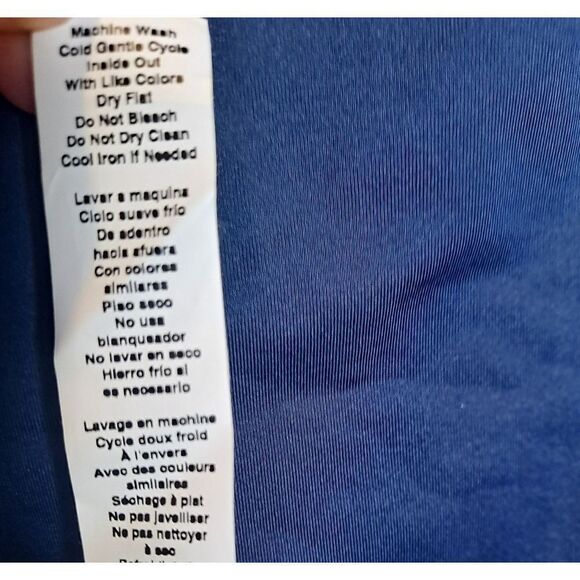 Machine Wash
Cold Gentle Cycle
Inside Out
With Like Colors
Dry Flat
Do Not Bleach
Do Not Dry Clean
Cool Iron If Needed
Lavar a maquina
Ciclo suave frio
De adentro
hacia afuera
Con colores
similares
Piso seco
No usa
blanqueador
No lavar en seco
Hierro frio si
es necesario
Lavage en machine
Cycle doux froid
À l'envers
Avec des couleurs
similaires
Séchage à plat
Ne pas javelliser
Ne pas nettoyer
à sec